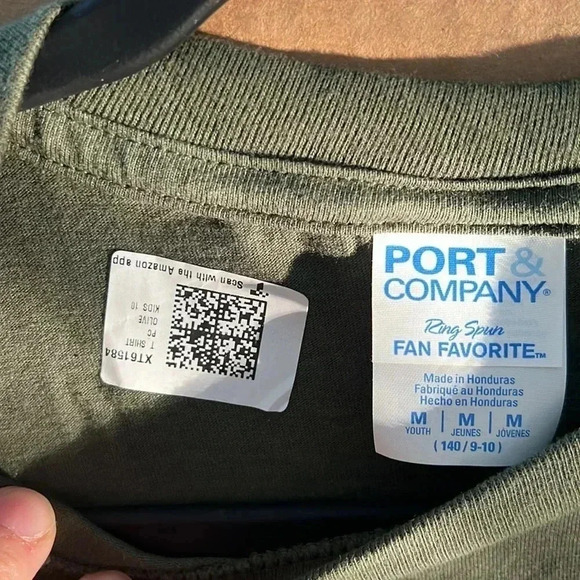 Scan with the Amazon app
XT61584
T SHIRT
PC
OLIVE
KIDS 10
PORT &
COMPANY®
Ring Spun
FAN FAVORITE™
Made in Honduras
Fabriqué au Honduras
Hecho en Honduras
M | M | M
YOUTH | JEUNES | JÓVENES
(140/9-10)